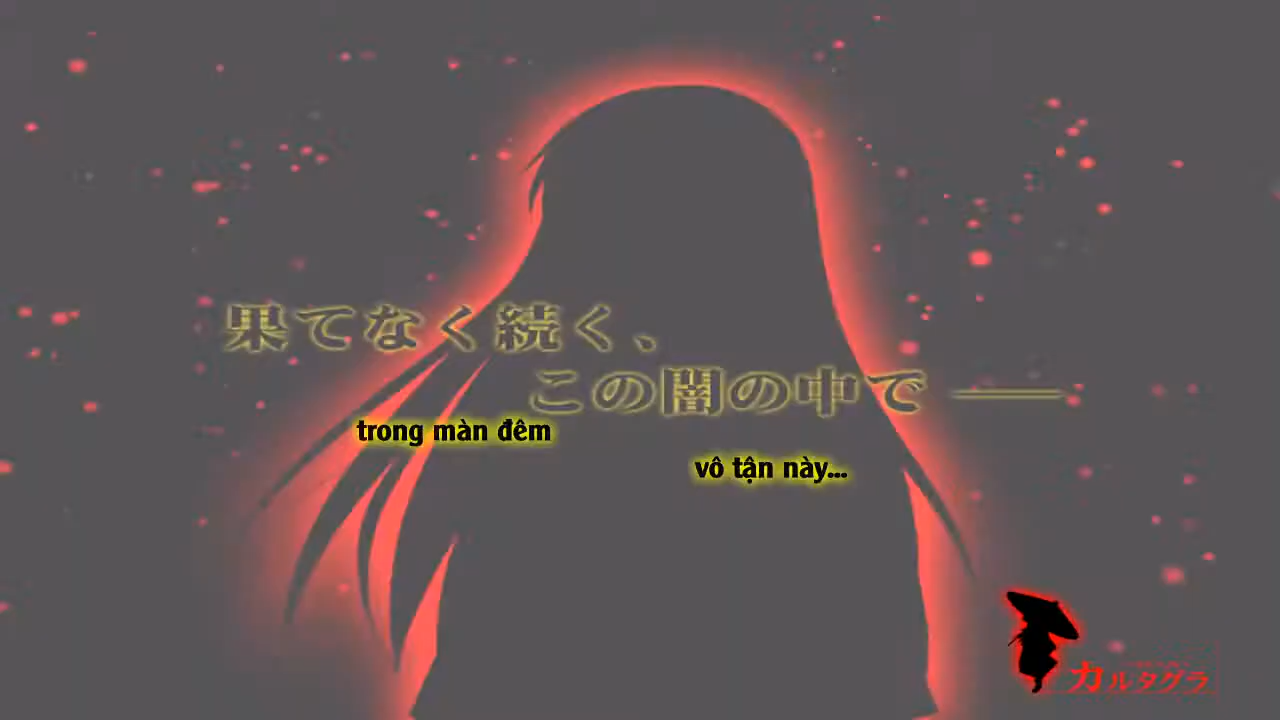 果てなく続く、
この闇の中で ――
trong màn đêm
vô tận này...
カルタグラ